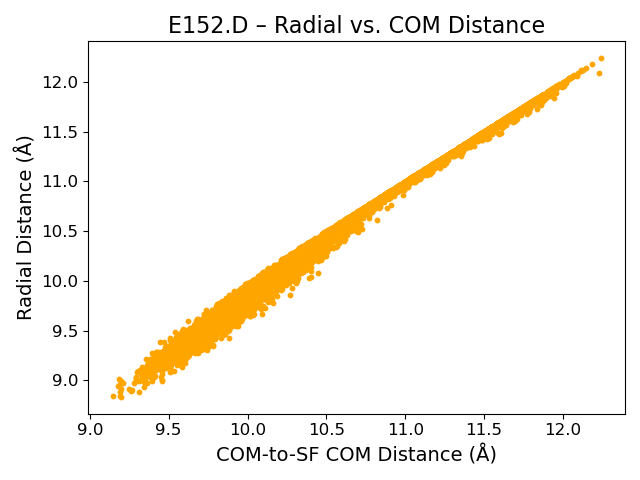 E152.D – Radial vs. COM Distance
Radial Distance (Å)
12.0
11.5
11.0
10.5
10.0
9.5
9.0
9.0 9.5 10.0 10.5 11.0 11.5 12.0
COM-to-SF COM Distance (Å)